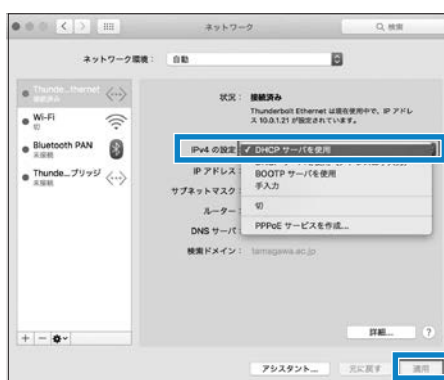 ネットワーク
検索
ネットワーク環境： 自動
Thunde...thernet
接続済み
Wi-Fi
切
Bluetooth PAN
未接続
Thunde...ブリッジ
未接続
状況： 接続済み
Thunderbolt Ethernet は現在使用中で、IP アドレ
ス 10.0.1.21 が設定されています。
IPv4 の設定 ✓ DHCP サーバを使用
BOOTP サーバを使用
手入力
切
PPPoE サービスを作成...
IP アドレス：
サブネットマスク：
ルーター：
DNS サーバ：
検索ドメイン： tamagawa.ac.jp
詳細... ?
アシスタント... 元に戻す 適用